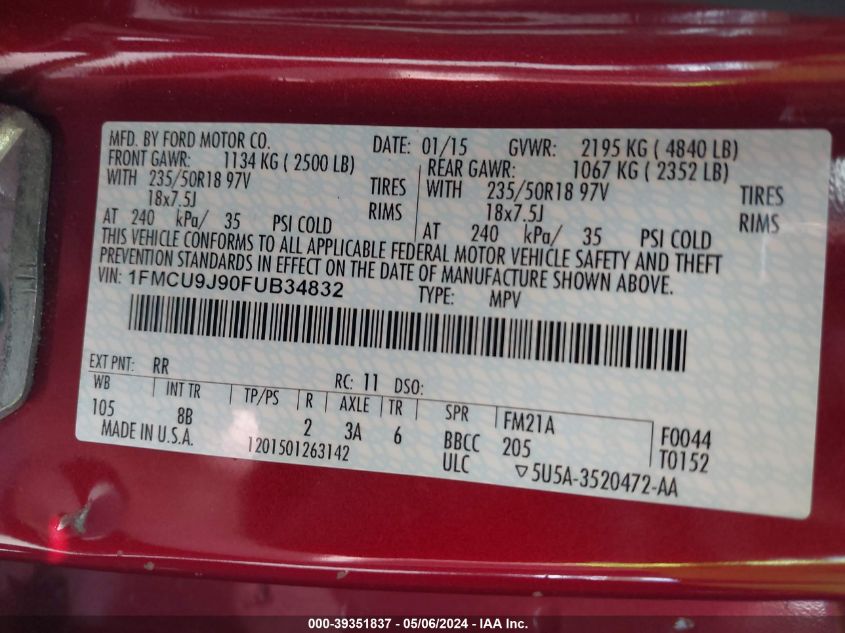 MFD. BY FORD MOTOR CO. DATE: 01/15 GVWR: 2195 KG ( 4840 LB)
FRONT GAWR: 1134 KG ( 2500 LB) REAR GAWR: 1067 KG ( 2352 LB)
WITH 235/50R18 97V TIRES WITH 235/50R18 97V TIRES
18x7.5J RIMS 18x7.5J RIMS
AT 240 kPa/ 35 PSI COLD AT 240 kPa/ 35 PSI COLD
THIS VEHICLE CONFORMS TO ALL APPLICABLE FEDERAL MOTOR VEHICLE SAFETY AND THEFT
PREVENTION STANDARDS IN EFFECT ON THE DATE OF MANUFACTURE SHOWN ABOVE.
VIN: 1FMCU9J90FUB34832 TYPE: MPV
EXT PNT: RR RC: 11 DSO:
WB INT TR TP/PS R AXLE TR SPR FM21A F0044
105 8B 2 3A 6 BBCC 205 T0152
MADE IN U.S.A. 1201501263142 ULC ▽5U5A-3520472-AA
000-39351837 - 05/06/2024 - IAA Inc.